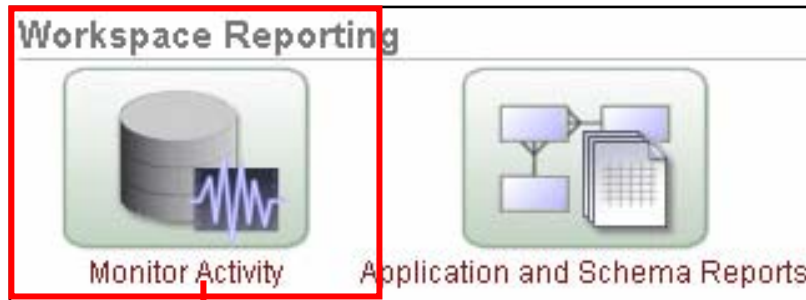 Workspace Reporting
Monitor Activity
Application and Schema Reports